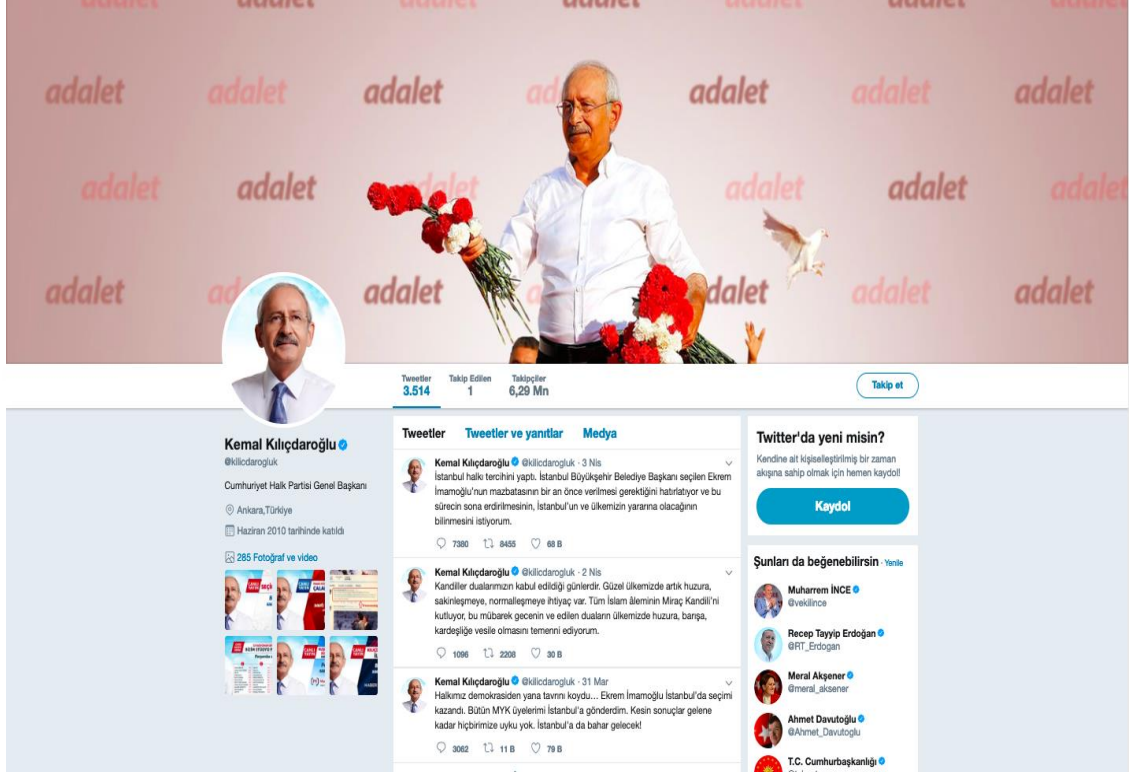 adalet adalet adalet adalet adalet adalet adalet
adalet adalet adalet adalet adalet adalet
adalet adalet adalet adalet adalet
Tweetler
3.514
Takip Edilen
1
Takipçiler
6,29 Mn
Takip et
Kemal Kılıçdaroğlu
@kilicdarogluk
Cumhuriyet Halk Partisi Genel Başkanı
Ankara,Türkiye
Haziran 2010 tarihinde katıldı
285 Fotoğraf ve video
Tweetler Tweetler ve yanıtlar Medya
Kemal Kılıçdaroğlu @kilicdarogluk · 3 Nis
İstanbul halkı tercihini yaptı. İstanbul Büyükşehir Belediye Başkanı seçilen Ekrem
İmamoğlu'nun mazbatasının bir an önce verilmesi gerektiğini hatırlatıyor ve bu
sürecin sona erdirilmesinin, İstanbul'un ve ülkemizin yararına olacağının
bilinmesini istiyorum.
7380 8455 68 B
Kemal Kılıçdaroğlu @kilicdarogluk · 2 Nis
Kandiller dualarımızın kabul edildiği günlerdir. Güzel ülkemizde artık huzura,
sakinleşmeye, normalleşmeye ihtiyaç var. Tüm İslam âleminin Miraç Kandili'ni
kutluyor, bu mübarek gecenin ve edilen duaların ülkemizde huzura, barışa,
kardeşliğe vesile olmasını temenni ediyorum.
1096 2208 30 B
Kemal Kılıçdaroğlu @kilicdarogluk · 31 Mar
Halkımız demokrasiden yana tavrını koydu… Ekrem İmamoğlu İstanbul'da seçimi
kazandı. Bütün MYK üyelerimi İstanbul'a gönderdim. Kesin sonuçlar gelene
kadar hiçbirimize uyku yok. İstanbul'a da bahar gelecek!
3062 11 B 79 B
Twitter'da yeni misin?
Kendine ait kişiselleştirilmiş bir zaman
akışına sahip olmak için hemen kaydol!
Kaydol
Şunları da beğenebilirsin · Yenile
Muharrem İNCE
@vekilince
Recep Tayyip Erdoğan
@RT_Erdogan
Meral Akşener
@meral_aksener
Ahmet Davutoğlu
@Ahmet_Davutoglu
T.C. Cumhurbaşkanlığı